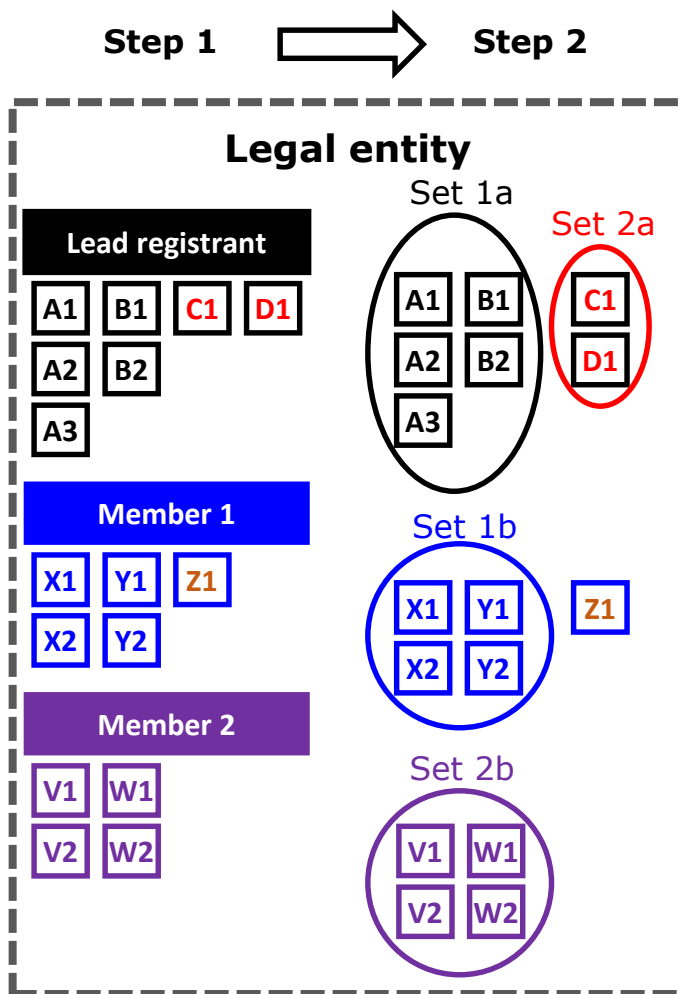 Step 1 Step 2
Legal entity
Set 1a
Set 2a
Lead registrant
A1 B1 C1 D1
A2 B2
A3
A1 B1 C1
A2 B2 D1
A3
Member 1
X1 Y1 Z1
X2 Y2
Set 1b
X1 Y1 Z1
X2 Y2
Member 2
V1 W1
V2 W2
Set 2b
V1 W1
V2 W2